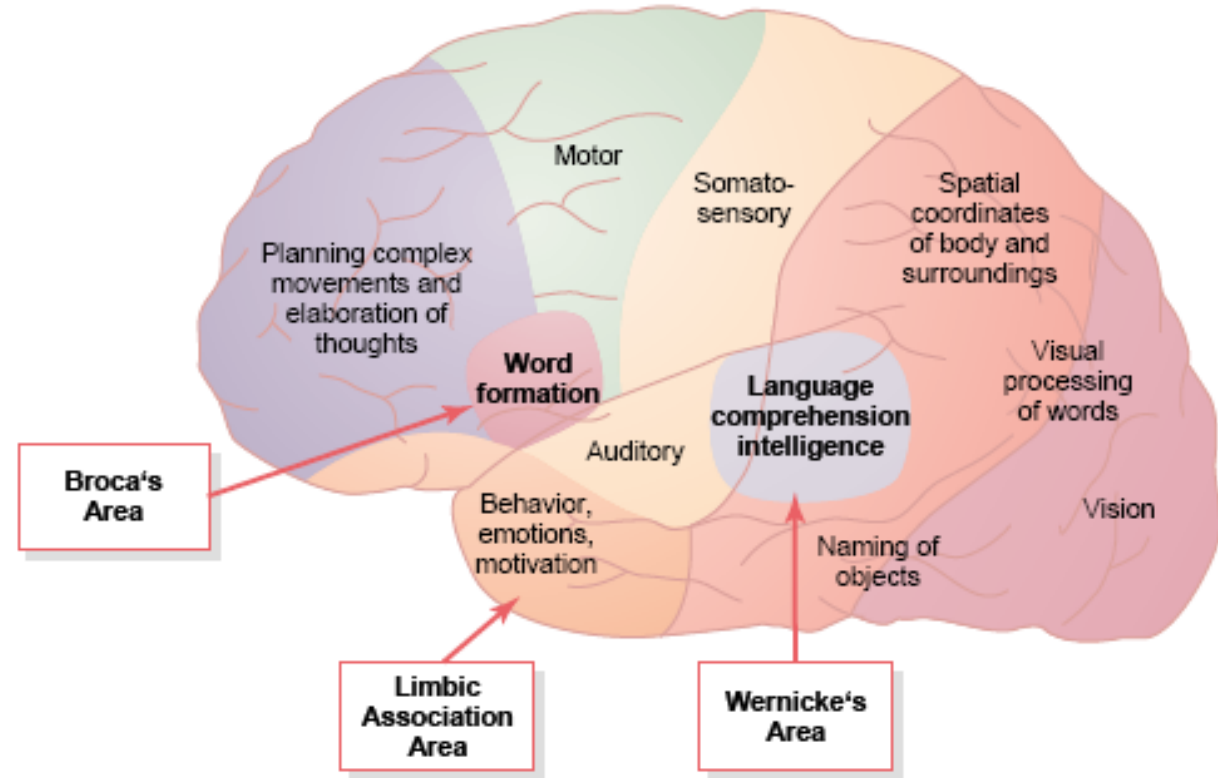 Motor
Somato-
sensory
Spatial
coordinates
of body and
surroundings
Planning complex
movements and
elaboration of
thoughts
Word
formation
Language
comprehension
intelligence
Visual
processing
of words
Auditory
Broca‘s
Area
Behavior,
emotions,
motivation
Vision
Naming of
objects
Limbic
Association
Area
Wernicke‘s
Area